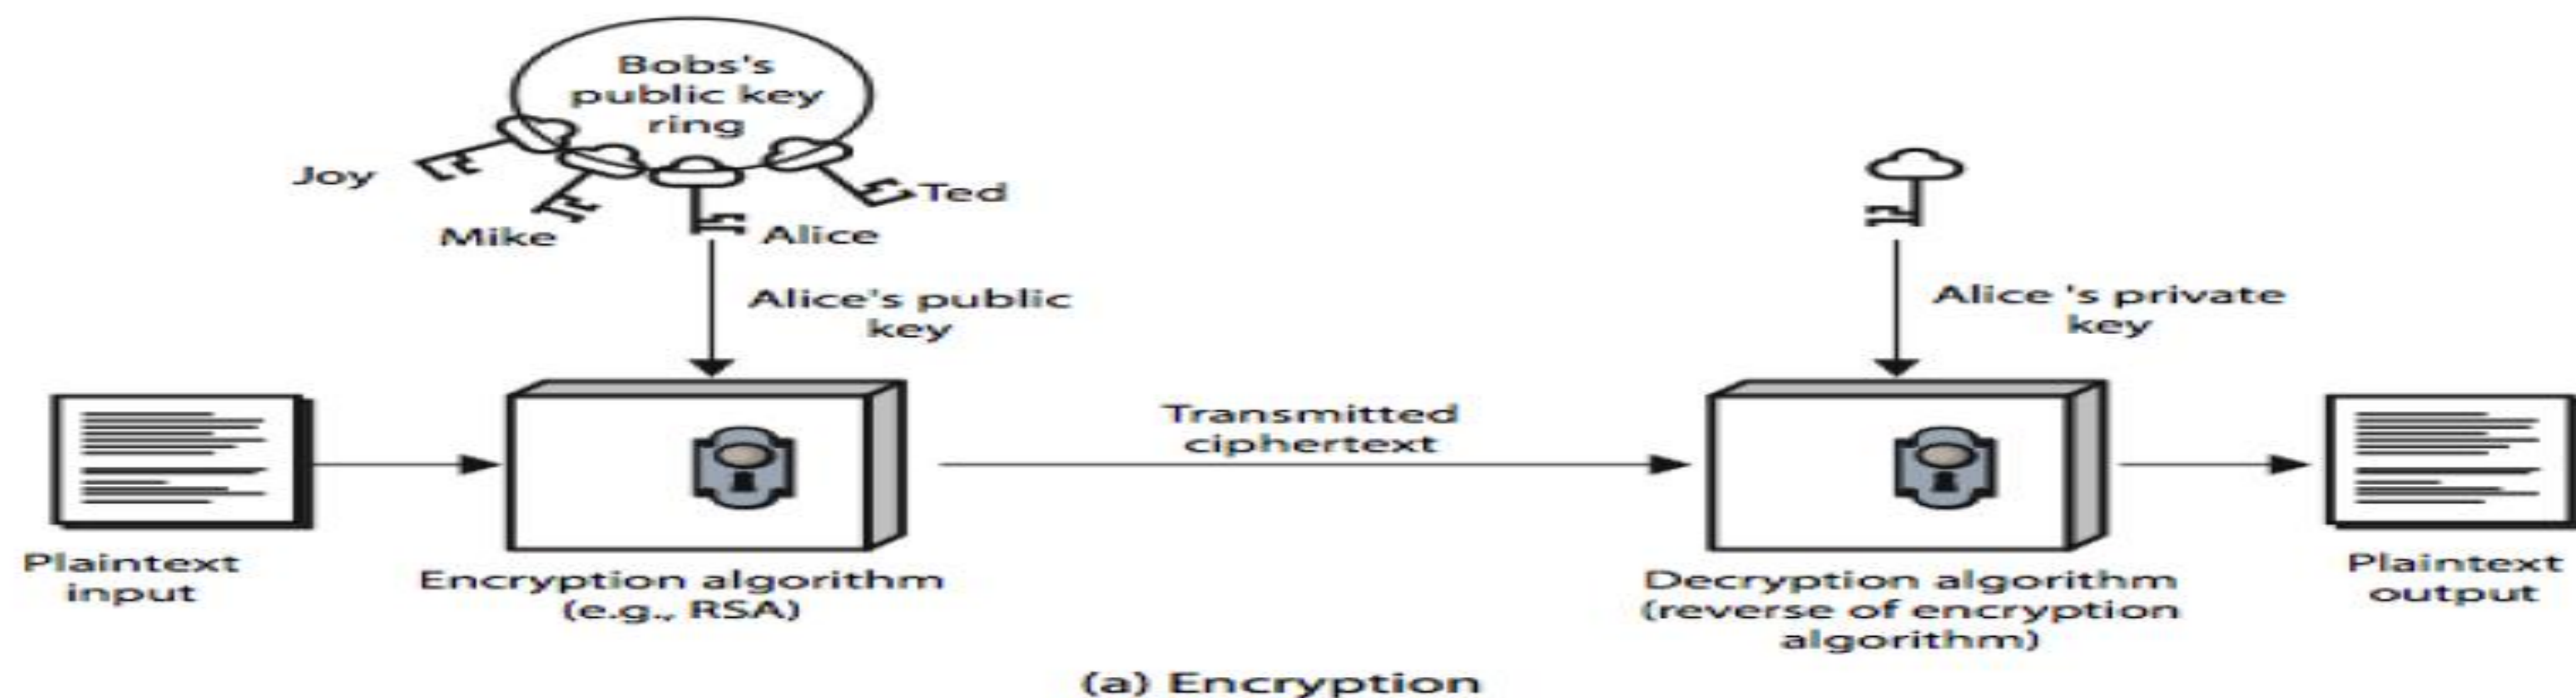 Bobs's
public key
ring
Joy
Ted
Mike
Alice
Alice's public
key
Alice 's private
key
Transmitted
ciphertext
Plaintext
input
Encryption algorithm
(e.g., RSA)
Decryption algorithm
(reverse of encryption
algorithm)
Plaintext
output
(a) Encryption